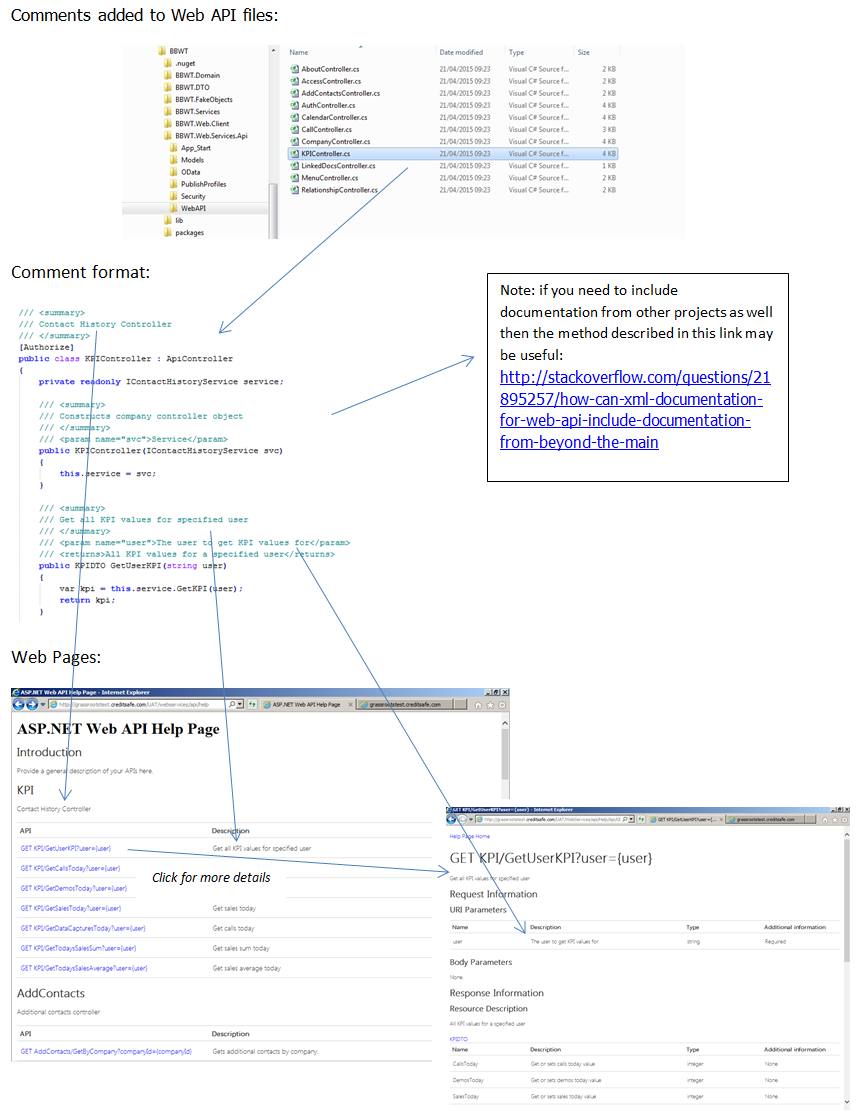 Comments added to Web API files:
BBWT
.nuget
BBWT.Domain
BBWT.DTO
BBWT.FakeObjects
BBWT.Services
BBWT.Web.Client
BBWT.Web.Services.Api
App_Start
Models
OData
PublishProfiles
Security
WebAPI
lib
packages
Name Date modified Type Size
AboutController.cs 21/04/2015 09:23 Visual C# Source f... 2 KB
AccessController.cs 21/04/2015 09:23 Visual C# Source f... 2 KB
AddContactsController.cs 21/04/2015 09:23 Visual C# Source f... 2 KB
AuthController.cs 21/04/2015 09:23 Visual C# Source f... 4 KB
CalendarController.cs 21/04/2015 09:23 Visual C# Source f... 4 KB
CallController.cs 21/04/2015 09:23 Visual C# Source f... 3 KB
CompanyController.cs 21/04/2015 09:23 Visual C# Source f... 4 KB
KPIController.cs 21/04/2015 09:23 Visual C# Source f... 4 KB
LinkedDocsController.cs 21/04/2015 09:23 Visual C# Source f... 1 KB
MenuController.cs 21/04/2015 09:23 Visual C# Source f... 2 KB
RelationshipController.cs 21/04/2015 09:23 Visual C# Source f... 2 KB
Comment format:
/// <summary>
/// Contact History Controller
/// </summary>
[Authorize]
public class KPIController : ApiController
{
private readonly IContactHistoryService service;
/// <summary>
/// Constructs company controller object
/// </summary>
/// <param name="svc">Service</param>
public KPIController(IContactHistoryService svc)
{
this.service = svc;
}
/// <summary>
/// Get all KPI values for specified user
/// </summary>
/// <param name="user">The user to get KPI values for</param>
/// <returns>All KPI values for a specified user</returns>
public KPIDTO GetUserKPI(string user)
{
var kpi = this.service.GetKPI(user);
return kpi;
}
Note: if you need to include
documentation from other projects as well
then the method described in this link may
be useful:
http://stackoverflow.com/questions/21
895257/how-can-xml-documentation-
for-web-api-include-documentation-
from-beyond-the-main
Web Pages:
ASP.NET Web API Help Page - Internet Explorer
http://grassrootstest.creditsafe.com/UAT/webservices/api/help
ASP.NET Web API Help Page
grassrootstest.creditsafe.com
ASP.NET Web API Help Page
Introduction
Provide a general description of your APIs here.
KPI
Contact History Controller
API Description
GET KPI/GetUserKPI?user={user} Get all KPI values for specified user
GET KPI/GetCallsToday?user={user}
GET KPI/GetDemosToday?user={user}
Click for more details
GET KPI/GetSalesToday?user={user} Get sales today
GET KPI/GetDataCapturesToday?user={user} Get calls today
GET KPI/GetTodaysSalesSum?user={user} Get sales sum today
GET KPI/GetTodaysSalesAverage?user={user} Get sales average today
AddContacts
Additional contacts controller
API Description
GET AddContacts/GetByCompany?companyId={companyId} Gets additional contacts by company.
GET KPI/GetUserKPI?user={user} - Internet Explorer
GET KPI/GetUserKPI?user=...
grassrootstest.creditsafe.com
Help Page Home
GET KPI/GetUserKPI?user={user}
Get all KPI values for specified user
Request Information
URI Parameters
Name Description Type Additional information
user The user to get KPI values for string Required
Body Parameters
None.
Response Information
Resource Description
All KPI values for a specified user
KPIDTO
Name Description Type Additional information
CallsToday Get or sets calls today value integer None.
DemosToday Get or sets demos today value integer None.
SalesToday Get or sets sales today value integer None.